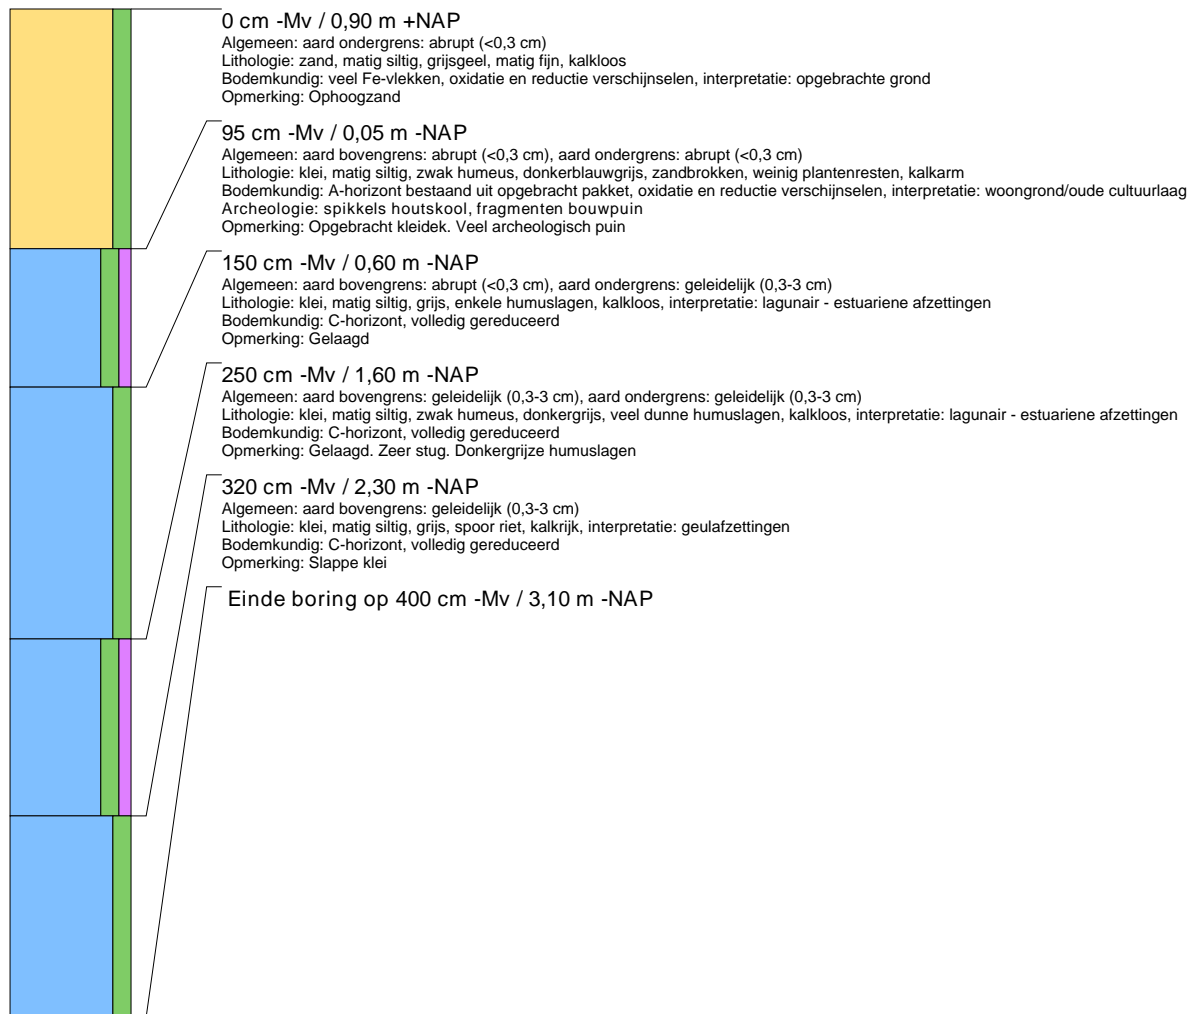 0 cm -Mv / 0,90 m +NAP
Algemeen: aard ondergrens: abrupt (<0,3 cm)
Lithologie: zand, matig siltig, grijsgeel, matig fijn, kalkloos
Bodemkundig: veel Fe-vlekken, oxidatie en reductie verschijnselen, interpretatie: opgebrachte grond
Opmerking: Ophoogzand
95 cm -Mv / 0,05 m -NAP
Algemeen: aard bovengrens: abrupt (<0,3 cm), aard ondergrens: abrupt (<0,3 cm)
Lithologie: klei, matig siltig, zwak humeus, donkerblauwgrijs, zandbrokken, weinig plantenresten, kalkarm
Bodemkundig: A-horizont bestaand uit opgebracht pakket, oxidatie en reductie verschijnselen, interpretatie: woongrond/oude cultuurlaag
Archeologie: spikkels houtskool, fragmenten bouwpuin
Opmerking: Opgebracht kleidek. Veel archeologisch puin
150 cm -Mv / 0,60 m -NAP
Algemeen: aard bovengrens: abrupt (<0,3 cm), aard ondergrens: geleidelijk (0,3-3 cm)
Lithologie: klei, matig siltig, grijs, enkele humuslagen, kalkloos, interpretatie: lagunair - estuariene afzettingen
Bodemkundig: C-horizont, volledig gereduceerd
Opmerking: Gelaagd
250 cm -Mv / 1,60 m -NAP
Algemeen: aard bovengrens: geleidelijk (0,3-3 cm), aard ondergrens: geleidelijk (0,3-3 cm)
Lithologie: klei, matig siltig, zwak humeus, donkergrijs, veel dunne humuslagen, kalkloos, interpretatie: lagunair - estuariene afzettingen
Bodemkundig: C-horizont, volledig gereduceerd
Opmerking: Gelaagd. Zeer stug. Donkergrijze humuslagen
320 cm -Mv / 2,30 m -NAP
Algemeen: aard bovengrens: geleidelijk (0,3-3 cm)
Lithologie: klei, matig siltig, grijs, spoor riet, kalkrijk, interpretatie: geulafzettingen
Bodemkundig: C-horizont, volledig gereduceerd
Opmerking: Slappe klei
Einde boring op 400 cm -Mv / 3,10 m -NAP